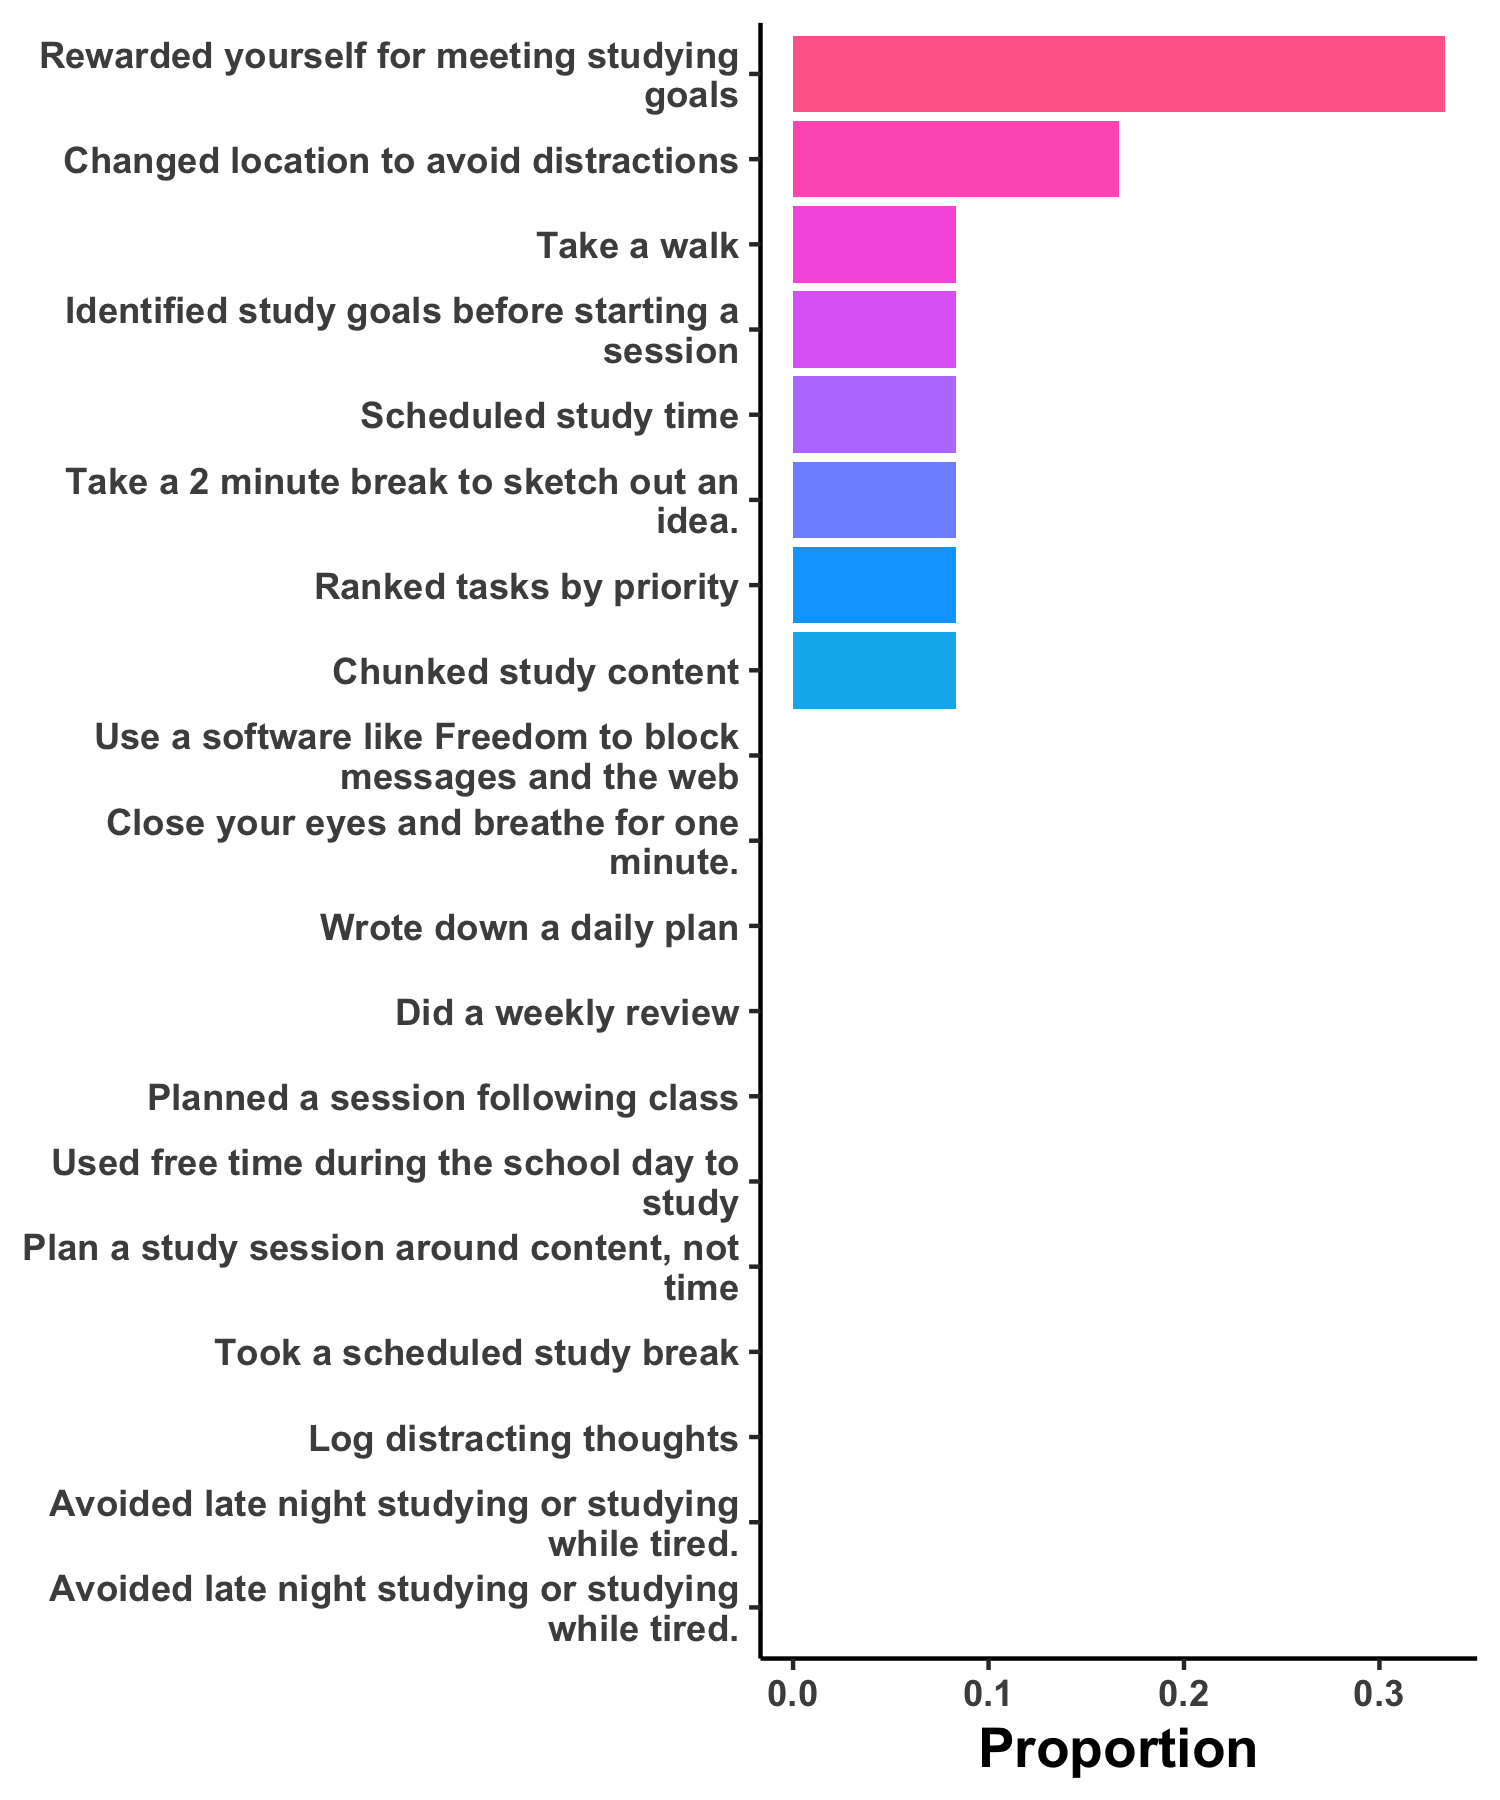 Rewarded yourself for meeting studying
goals
Changed location to avoid distractions
Take a walk
Identified study goals before starting a
session
Scheduled study time
Take a 2 minute break to sketch out an
idea.
Ranked tasks by priority
Chunked study content
Use a software like Freedom to block
messages and the web
Close your eyes and breathe for one
minute.
Wrote down a daily plan
Did a weekly review
Planned a session following class
Used free time during the school day to
study
Plan a study session around content, not
time
Took a scheduled study break
Log distracting thoughts
Avoided late night studying or studying
while tired.
Avoided late night studying or studying
while tired.
0.0 0.1 0.2 0.3
Proportion